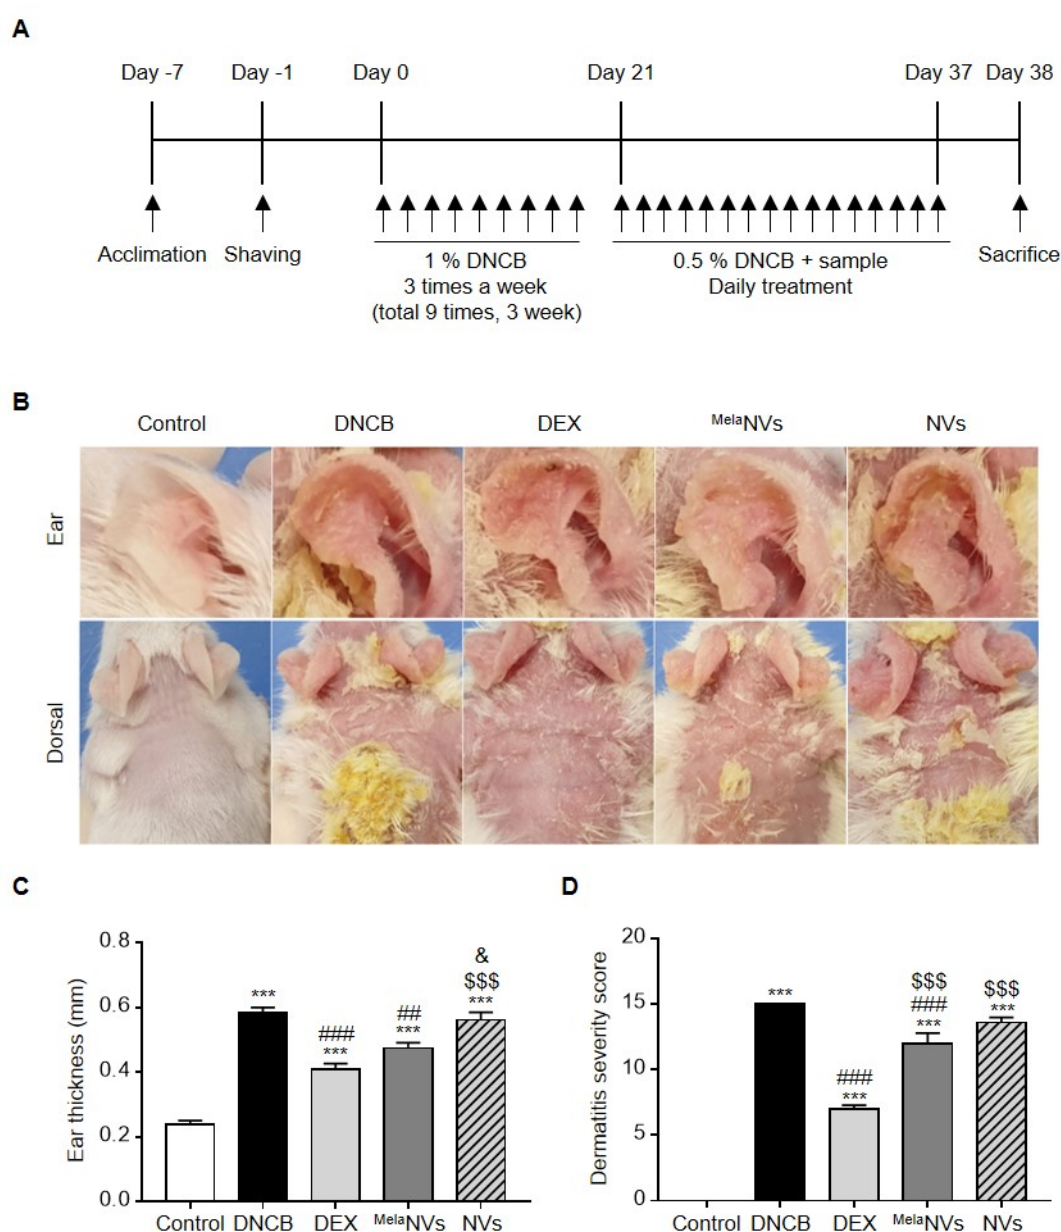 A
Day -7 Day -1 Day 0 Day 21 Day 37 Day 38
Acclimation Shaving 1 % DNCB 0.5 % DNCB + sample Sacrifice
3 times a week Daily treatment
(total 9 times, 3 week)
B
Control DNCB DEX MelaNVs NVs
Ear
Dorsal
C
Ear thickness (mm)
0.8
0.6
0.4
0.2
0.0
***
###
***
##
***
&
$$$
***
Control DNCB DEX MelaNVs NVs
D
Dermatitis severity score
20
15
10
5
0
***
###
***
$$$
###
***
$$$
***
Control DNCB DEX MelaNVs NVs